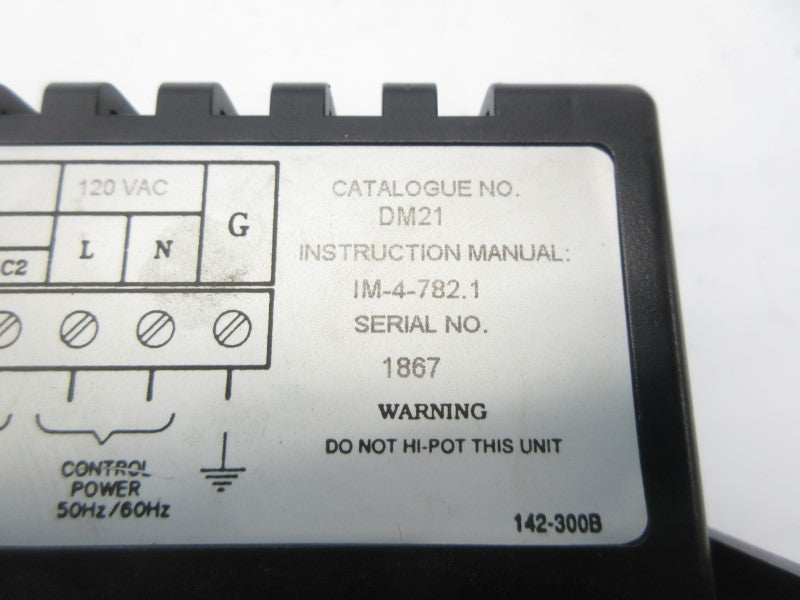 120 VAC
L N G
C2
CONTROL
POWER
50Hz/60Hz
CATALOGUE NO.
DM21
INSTRUCTION MANUAL:
IM-4-782.1
SERIAL NO.
1867
WARNING
DO NOT HI-POT THIS UNIT
142-300B